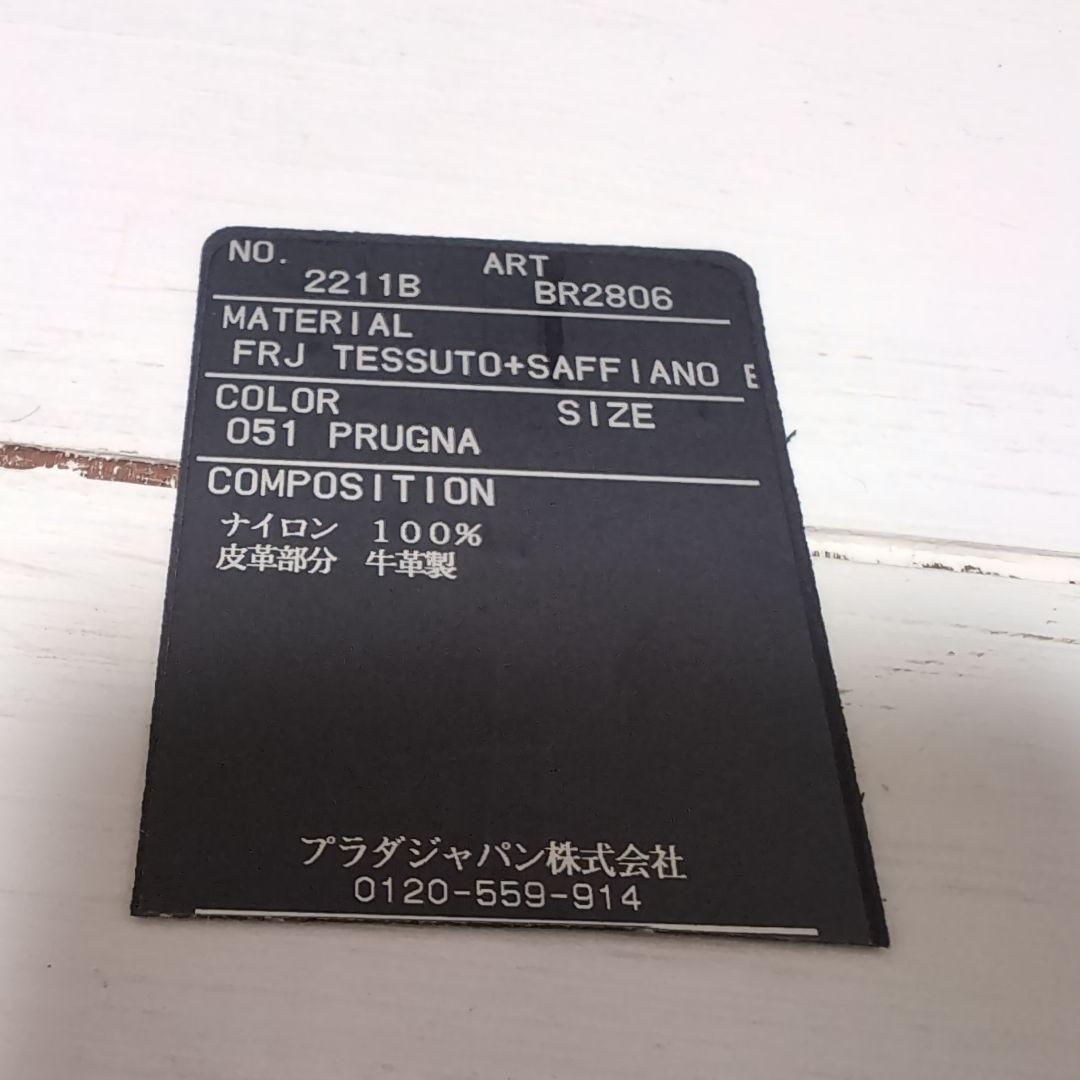 NO. ART
2211B BR2806
MATERIAL
FRJ TESSUTO+SAFFIANO E
COLOR SIZE
051 PRUGNA
COMPOSITION
ナイロン 100%
皮革部分 牛革製
プラダジャパン株式会社
0120-559-914